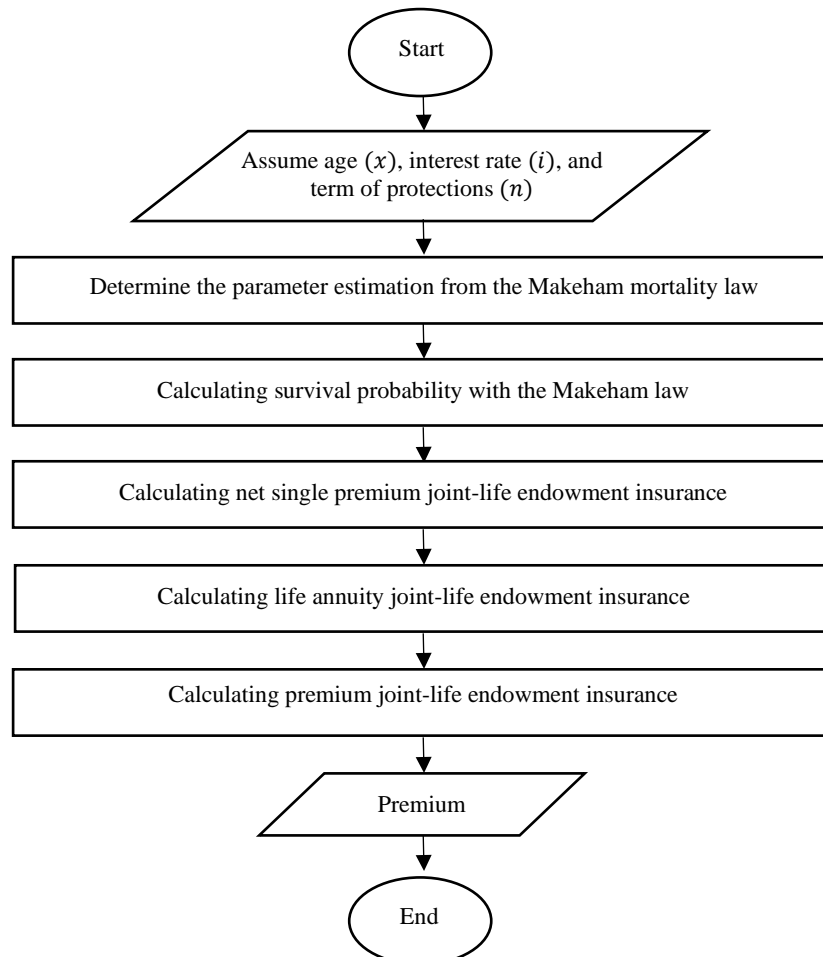 Start
Assume age (𝑥), interest rate (𝑖), and
term of protections (𝑛)
Determine the parameter estimation from the Makeham mortality law
Calculating survival probability with the Makeham law
Calculating net single premium joint-life endowment insurance
Calculating life annuity joint-life endowment insurance
Calculating premium joint-life endowment insurance
Premium
End